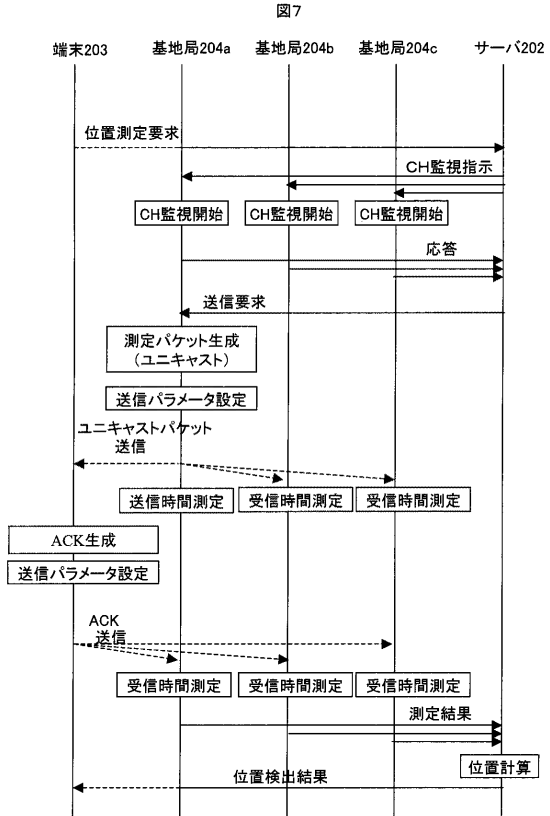 図7
端末203 基地局204a 基地局204b 基地局204c サーバ202
位置測定要求
CH監視指示
CH監視開始 CH監視開始 CH監視開始
応答
送信要求
測定パケット生成
(ユニキャスト)
送信パラメータ設定
ユニキャストパケット
送信
送信時間測定 受信時間測定 受信時間測定
ACK生成
送信パラメータ設定
ACK
送信
受信時間測定 受信時間測定 受信時間測定
測定結果
位置計算
位置検出結果